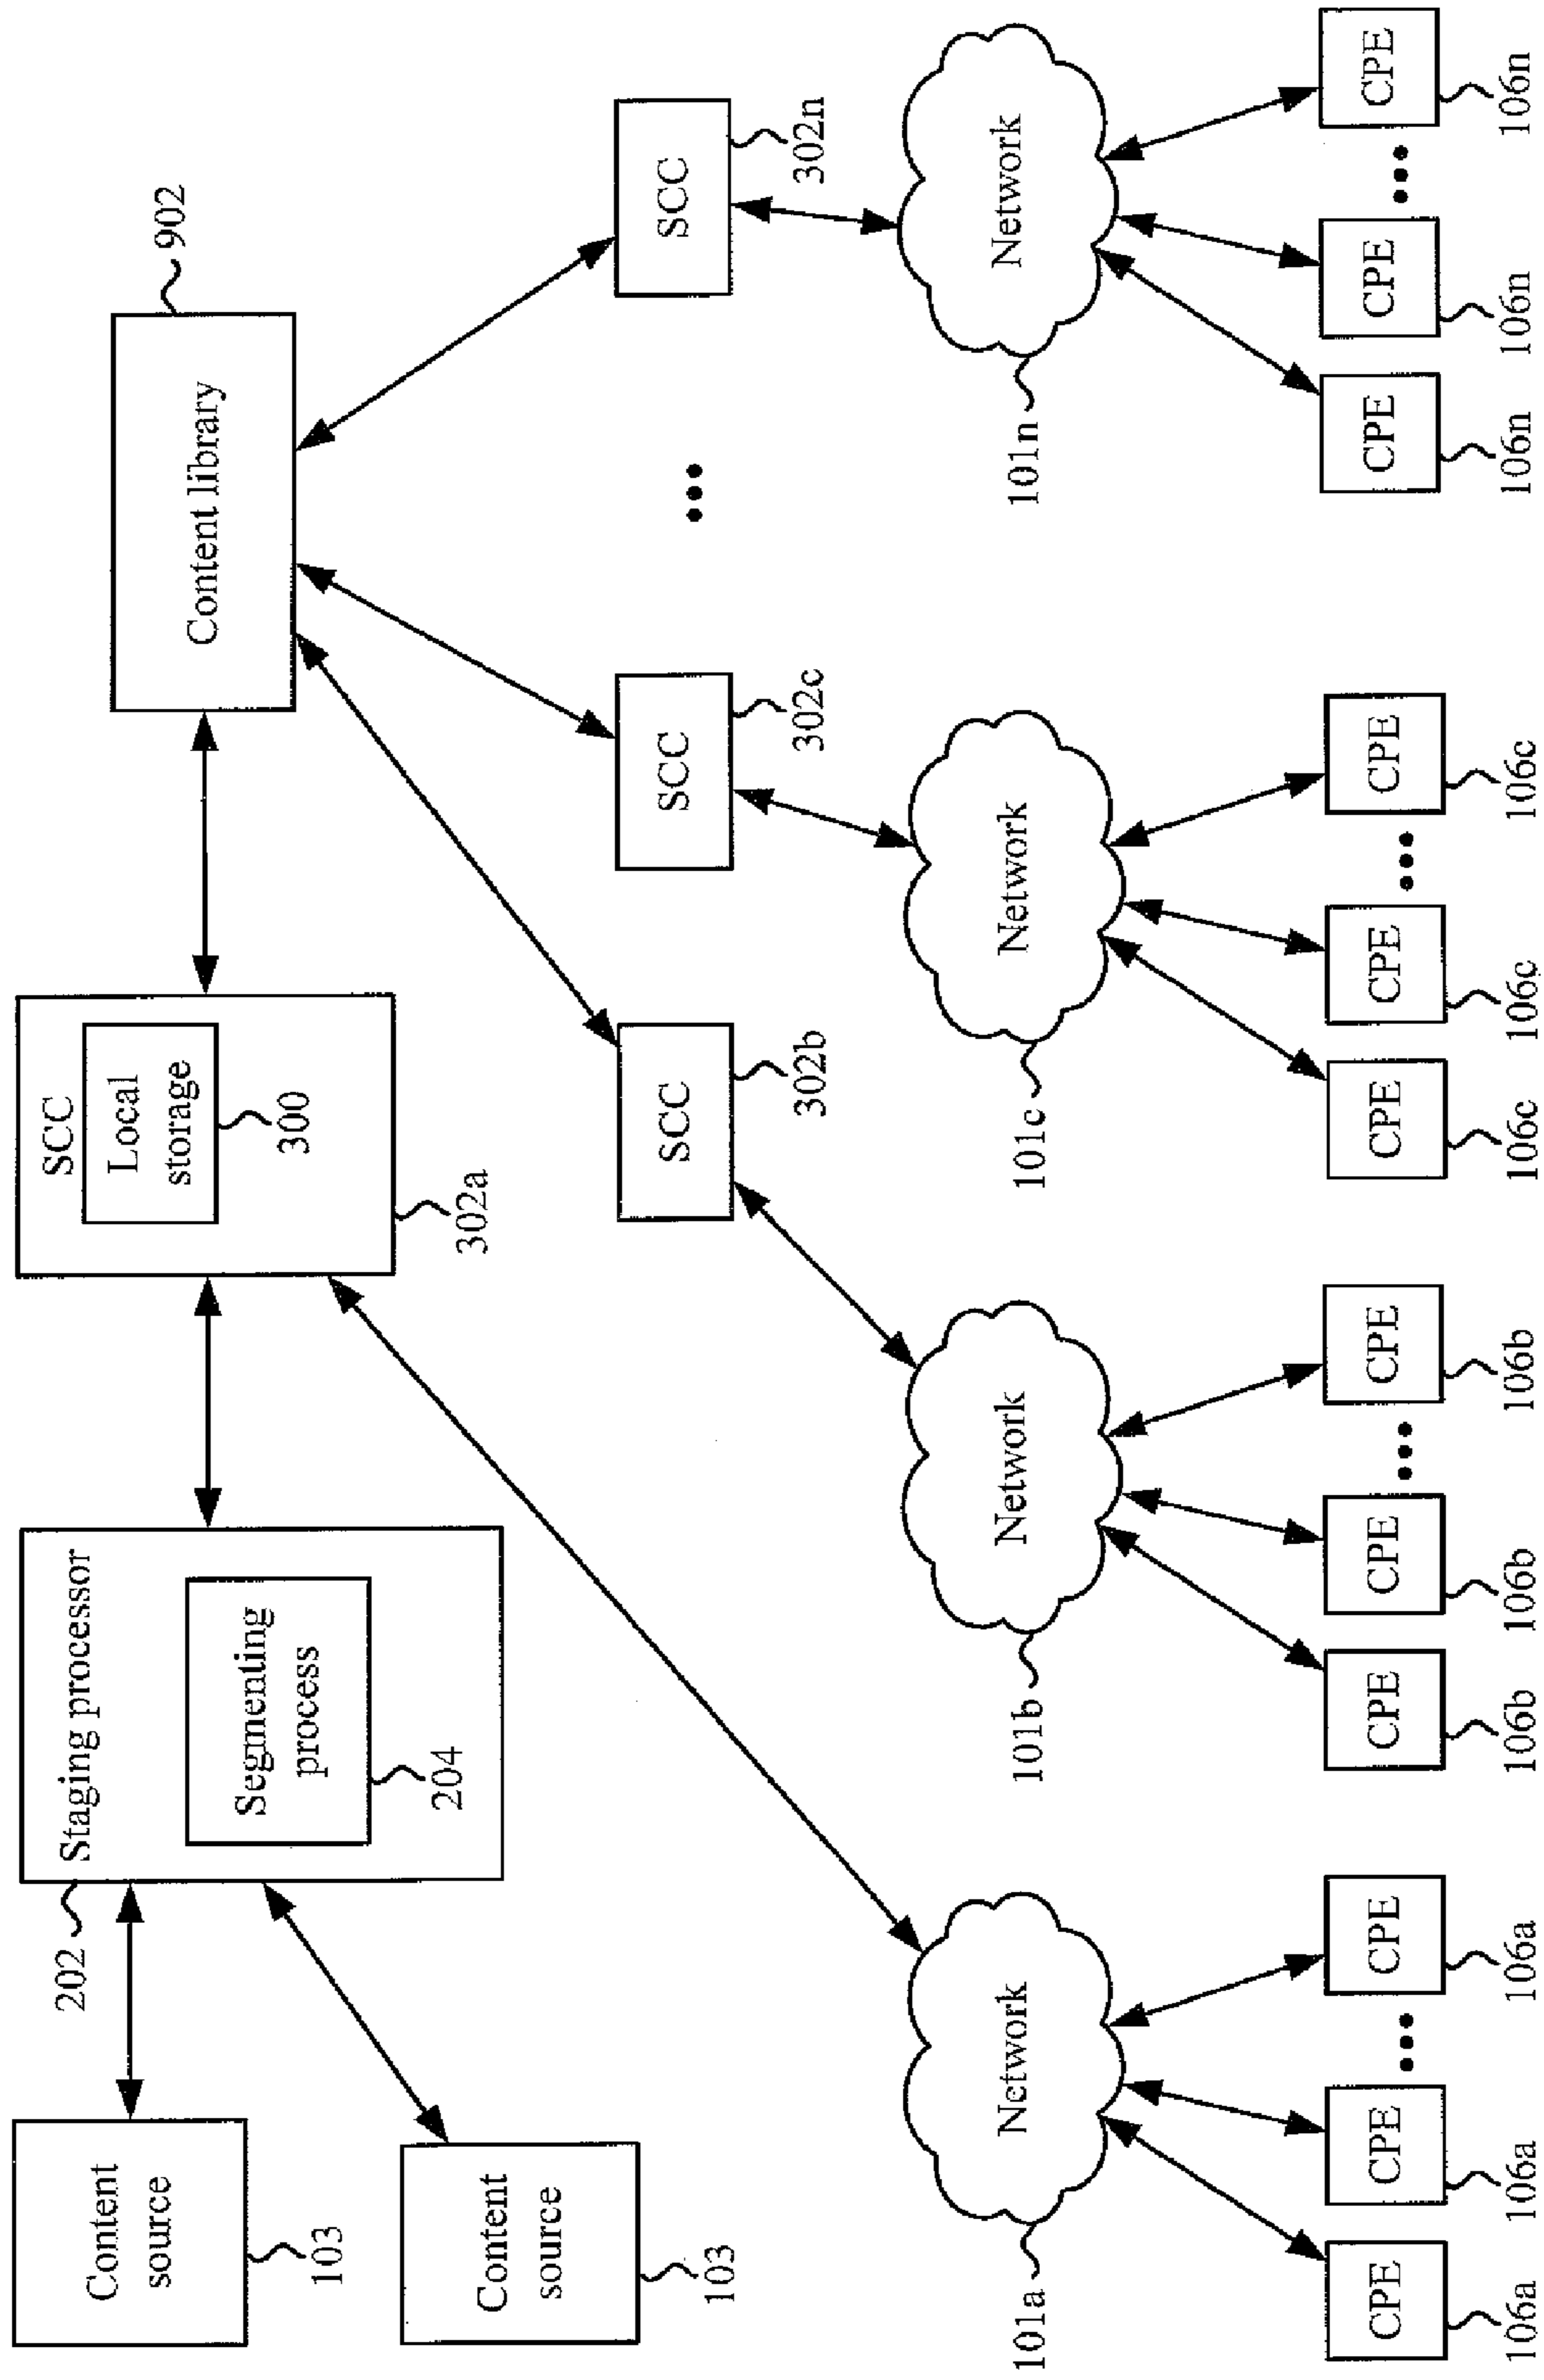 Content
source
103
Content
source
103
202
Staging processor
Segmenting
process
204
SCC
Local
storage
300
302a
Content library
902
SCC
302b
SCC
302c
•••
SCC
302n
Network
101a
Network
101b
Network
101c
Network
101n
CPE
106a
CPE
106a
•••
CPE
106a
CPE
106b
CPE
106b
•••
CPE
106b
CPE
106c
CPE
106c
•••
CPE
106c
CPE
106n
CPE
106n
•••
CPE
106n